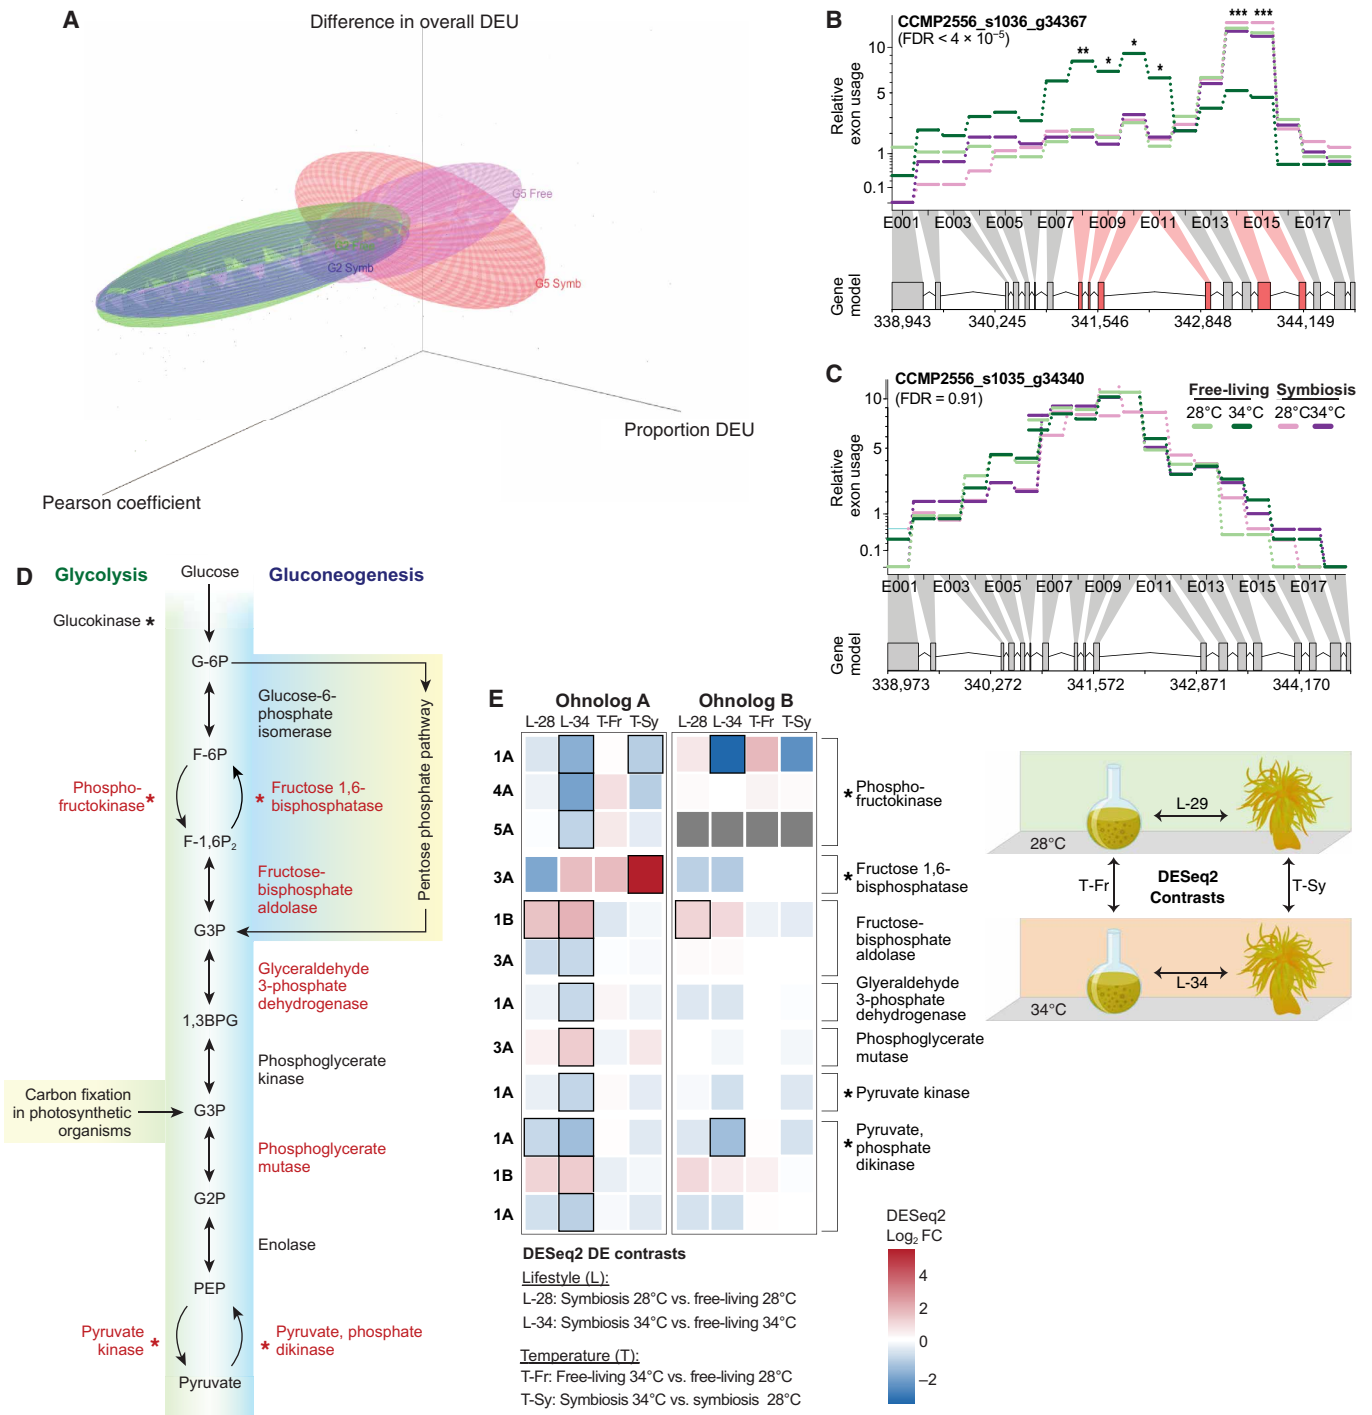 A
Difference in overall DEU
G5 Free
G2 Symb
G5 Symb
Proportion DEU
Pearson coefficient
B
CCMP2556_s1036_g34367
(FDR < 4 × 10⁻⁵)
*** ***
** * * *
Relative
exon usage
10
5
1
0.1
E001 E003 E005 E007 E009 E011 E013 E015 E017
Gene
model
338,943 340,245 341,546 342,848 344,149
C
CCMP2556_s1035_g34340
(FDR = 0.91)
Free-living Symbiosis
28°C 34°C 28°C 34°C
Relative
exon usage
10
5
1
0.1
E001 E003 E005 E007 E009 E011 E013 E015 E017
Gene
model
338,973 340,272 341,572 342,871 344,170
D
Glycolysis
Glucose
Gluconeogenesis
Glucokinase *
G-6P
Glucose-6-
phosphate
isomerase
Pentose phosphate pathway
F-6P
Phospho-
fructokinase *
* Fructose 1,6-
bisphosphatase
F-1,6P₂
Fructose-
bisphosphate
aldolase
G3P
Glyceraldehyde
3-phosphate
dehydrogenase
1,3BPG
Phosphoglycerate
kinase
Carbon fixation
in photosynthetic
organisms
G3P
Phosphoglycerate
mutase
G2P
Enolase
PEP
Pyruvate
kinase *
* Pyruvate, phosphate
dikinase
Pyruvate
E
Ohnolog A Ohnolog B
L-28 L-34 T-Fr T-Sy L-28 L-34 T-Fr T-Sy
1A
4A
5A
3A
1B
3A
1A
3A
1A
1A
1B
1A
* Phospho-
fructokinase
* Fructose 1,6-
bisphosphatase
Fructose-
bisphosphate
aldolase
Glyeraldehyde
3-phosphate
dehydrogenase
Phosphoglycerate
mutase
* Pyruvate kinase
* Pyruvate,
phosphate
dikinase
DESeq2
Log₂ FC
4
2
0
−2
DESeq2 DE contrasts
Lifestyle (L):
L-28: Symbiosis 28°C vs. free-living 28°C
L-34: Symbiosis 34°C vs. free-living 34°C
Temperature (T):
T-Fr: Free-living 34°C vs. free-living 28°C
T-Sy: Symbiosis 34°C vs. symbiosis 28°C
L-29
28°C
T-Fr
DESeq2
Contrasts
T-Sy
L-34
34°C